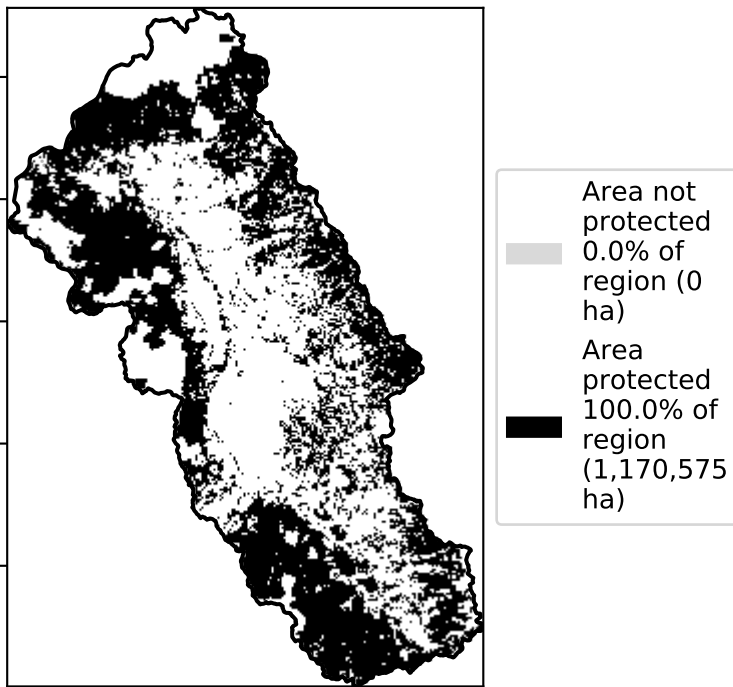 Area not
protected
0.0% of
region (0
ha)
Area
protected
100.0% of
region
(1,170,575
ha)